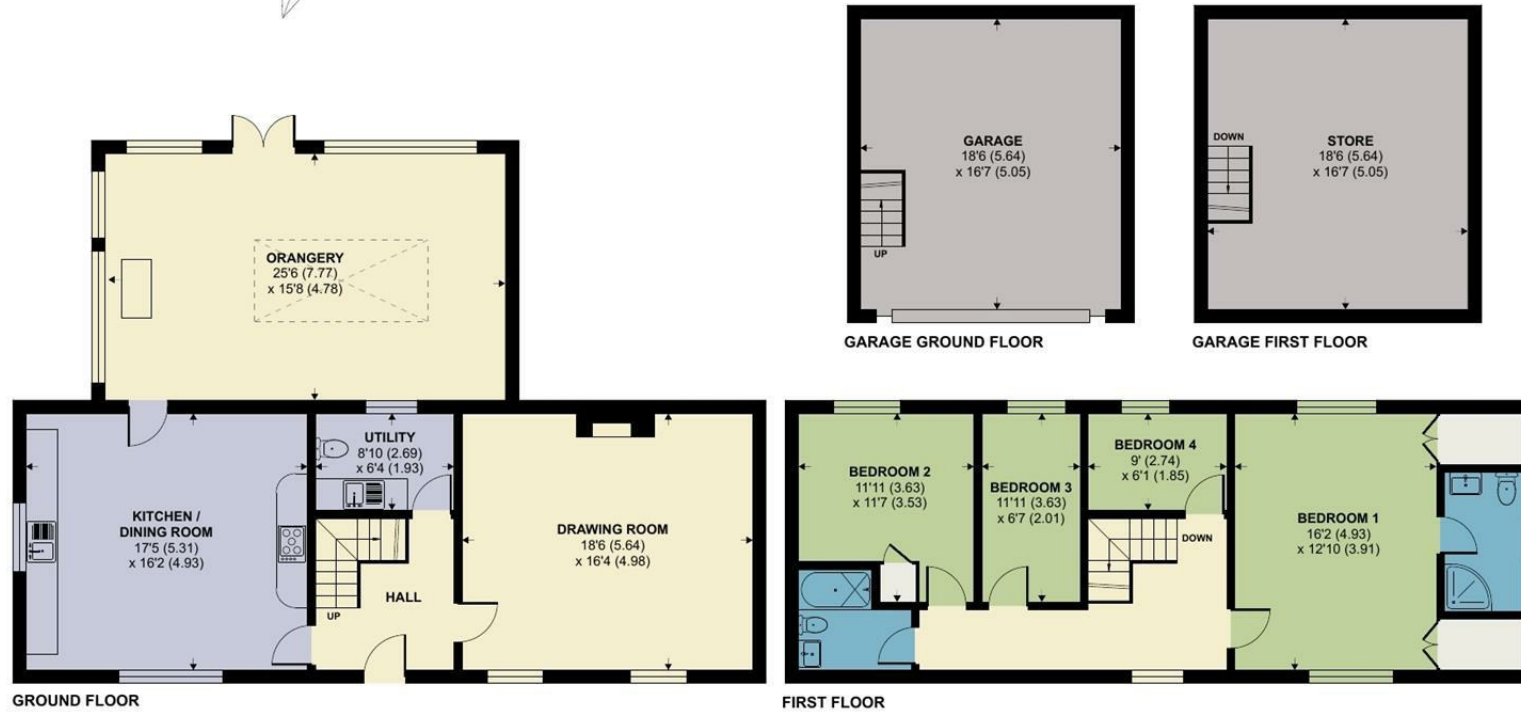 GARAGE
18'6 (5.64)
x 16'7 (5.05)
UP
GARAGE GROUND FLOOR
DOWN
STORE
18'6 (5.64)
x 16'7 (5.05)
GARAGE FIRST FLOOR
ORANGERY
25'6 (7.77)
x 15'8 (4.78)
UTILITY
8'10 (2.69)
x 6'4 (1.93)
KITCHEN /
DINING ROOM
17'5 (5.31)
x 16'2 (4.93)
HALL
UP
DRAWING ROOM
18'6 (5.64)
x 16'4 (4.98)
GROUND FLOOR
BEDROOM 2
11'11 (3.63)
x 11'7 (3.53)
BEDROOM 3
11'11 (3.63)
x 6'7 (2.01)
BEDROOM 4
9' (2.74)
x 6'1 (1.85)
DOWN
BEDROOM 1
16'2 (4.93)
x 12'10 (3.91)
FIRST FLOOR